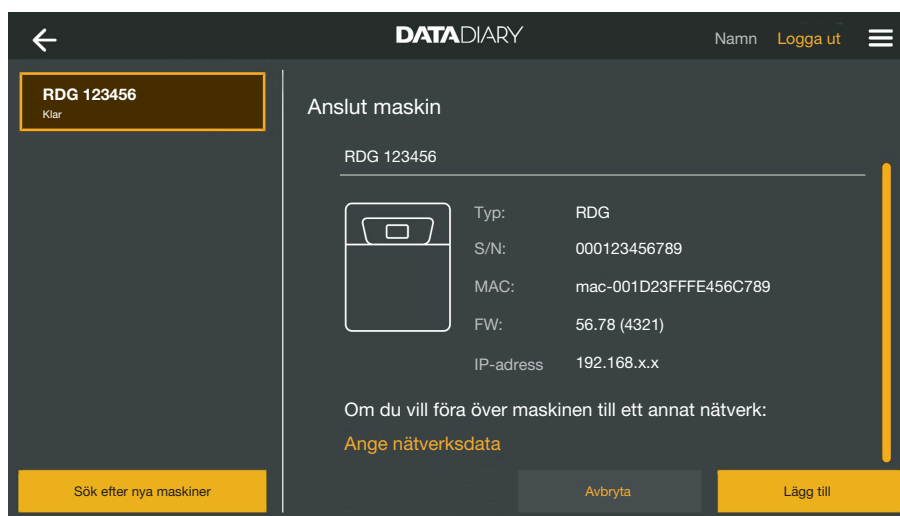 DATADIARY
Namn Logga ut
RDG 123456
Klar
Anslut maskin
RDG 123456
Typ: RDG
S/N: 000123456789
MAC: mac-001D23FFFE456C789
FW: 56.78 (4321)
IP-adress 192.168.x.x
Om du vill föra över maskinen till ett annat nätverk:
Ange nätverksdata
Sök efter nya maskiner
Avbryta
Lägg till